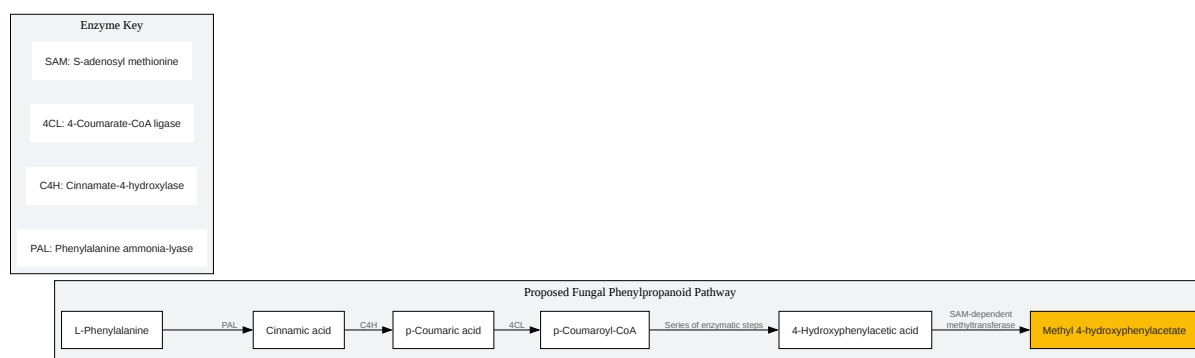 Enzyme Key
SAM: S-adenosyl methionine
4CL: 4-Coumarate-CoA ligase
C4H: Cinnamate-4-hydroxylase
PAL: Phenylalanine ammonia-lyase
Proposed Fungal Phenylpropanoid Pathway
L-Phenylalanine
PAL
Cinnamic acid
C4H
p-Coumaric acid
4CL
p-Coumaroyl-CoA
Series of enzymatic steps
4-Hydroxyphenylacetic acid
SAM-dependent
methyltransferase
Methyl 4-hydroxyphenylacetate